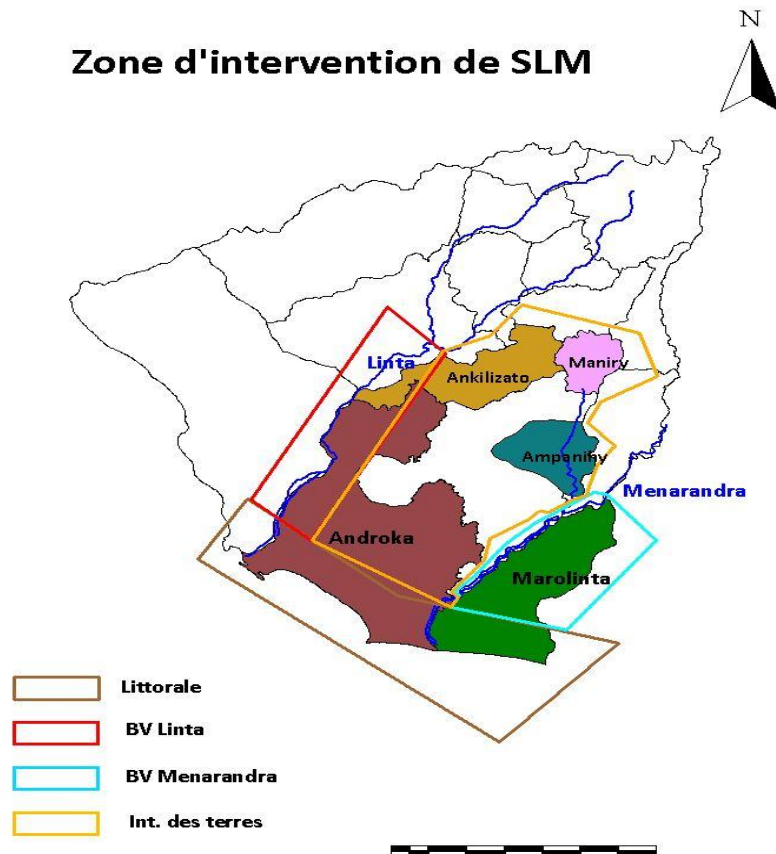 N
Zone d'intervention de SLM
Linta
Maniry
Ankilizato
Ampanihy
Menarandra
Androka
Marolinta
Littorale
BV Linta
BV Menarandra
Int. des terres